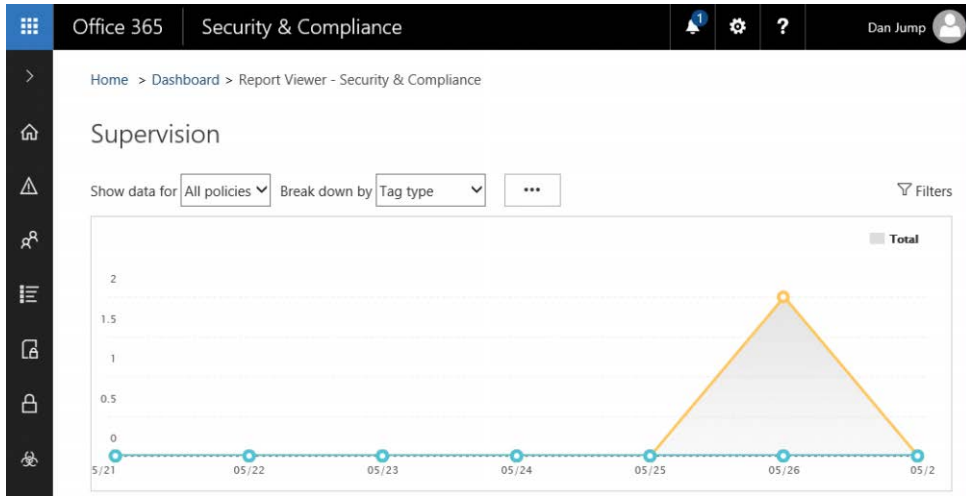 Office 365 Security & Compliance 1 ? Dan Jump
Home > Dashboard > Report Viewer - Security & Compliance
Supervision
Show data for All policies Break down by Tag type ••• Filters
Total
2
1.5
1
0.5
0
5/21 05/22 05/23 05/24 05/25 05/26 05/2